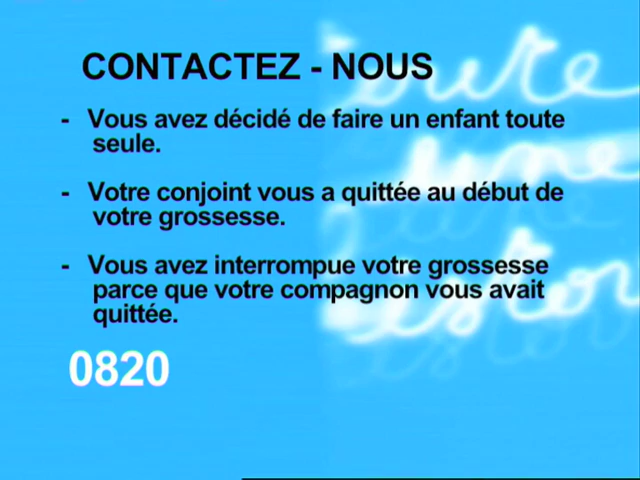 CONTACTEZ - NOUS
- Vous avez décidé de faire un enfant toute
seule.
- Votre conjoint vous a quittée au début de
votre grossesse.
- Vous avez interrompue votre grossesse
parce que votre compagnon vous avait
quittée.
0820